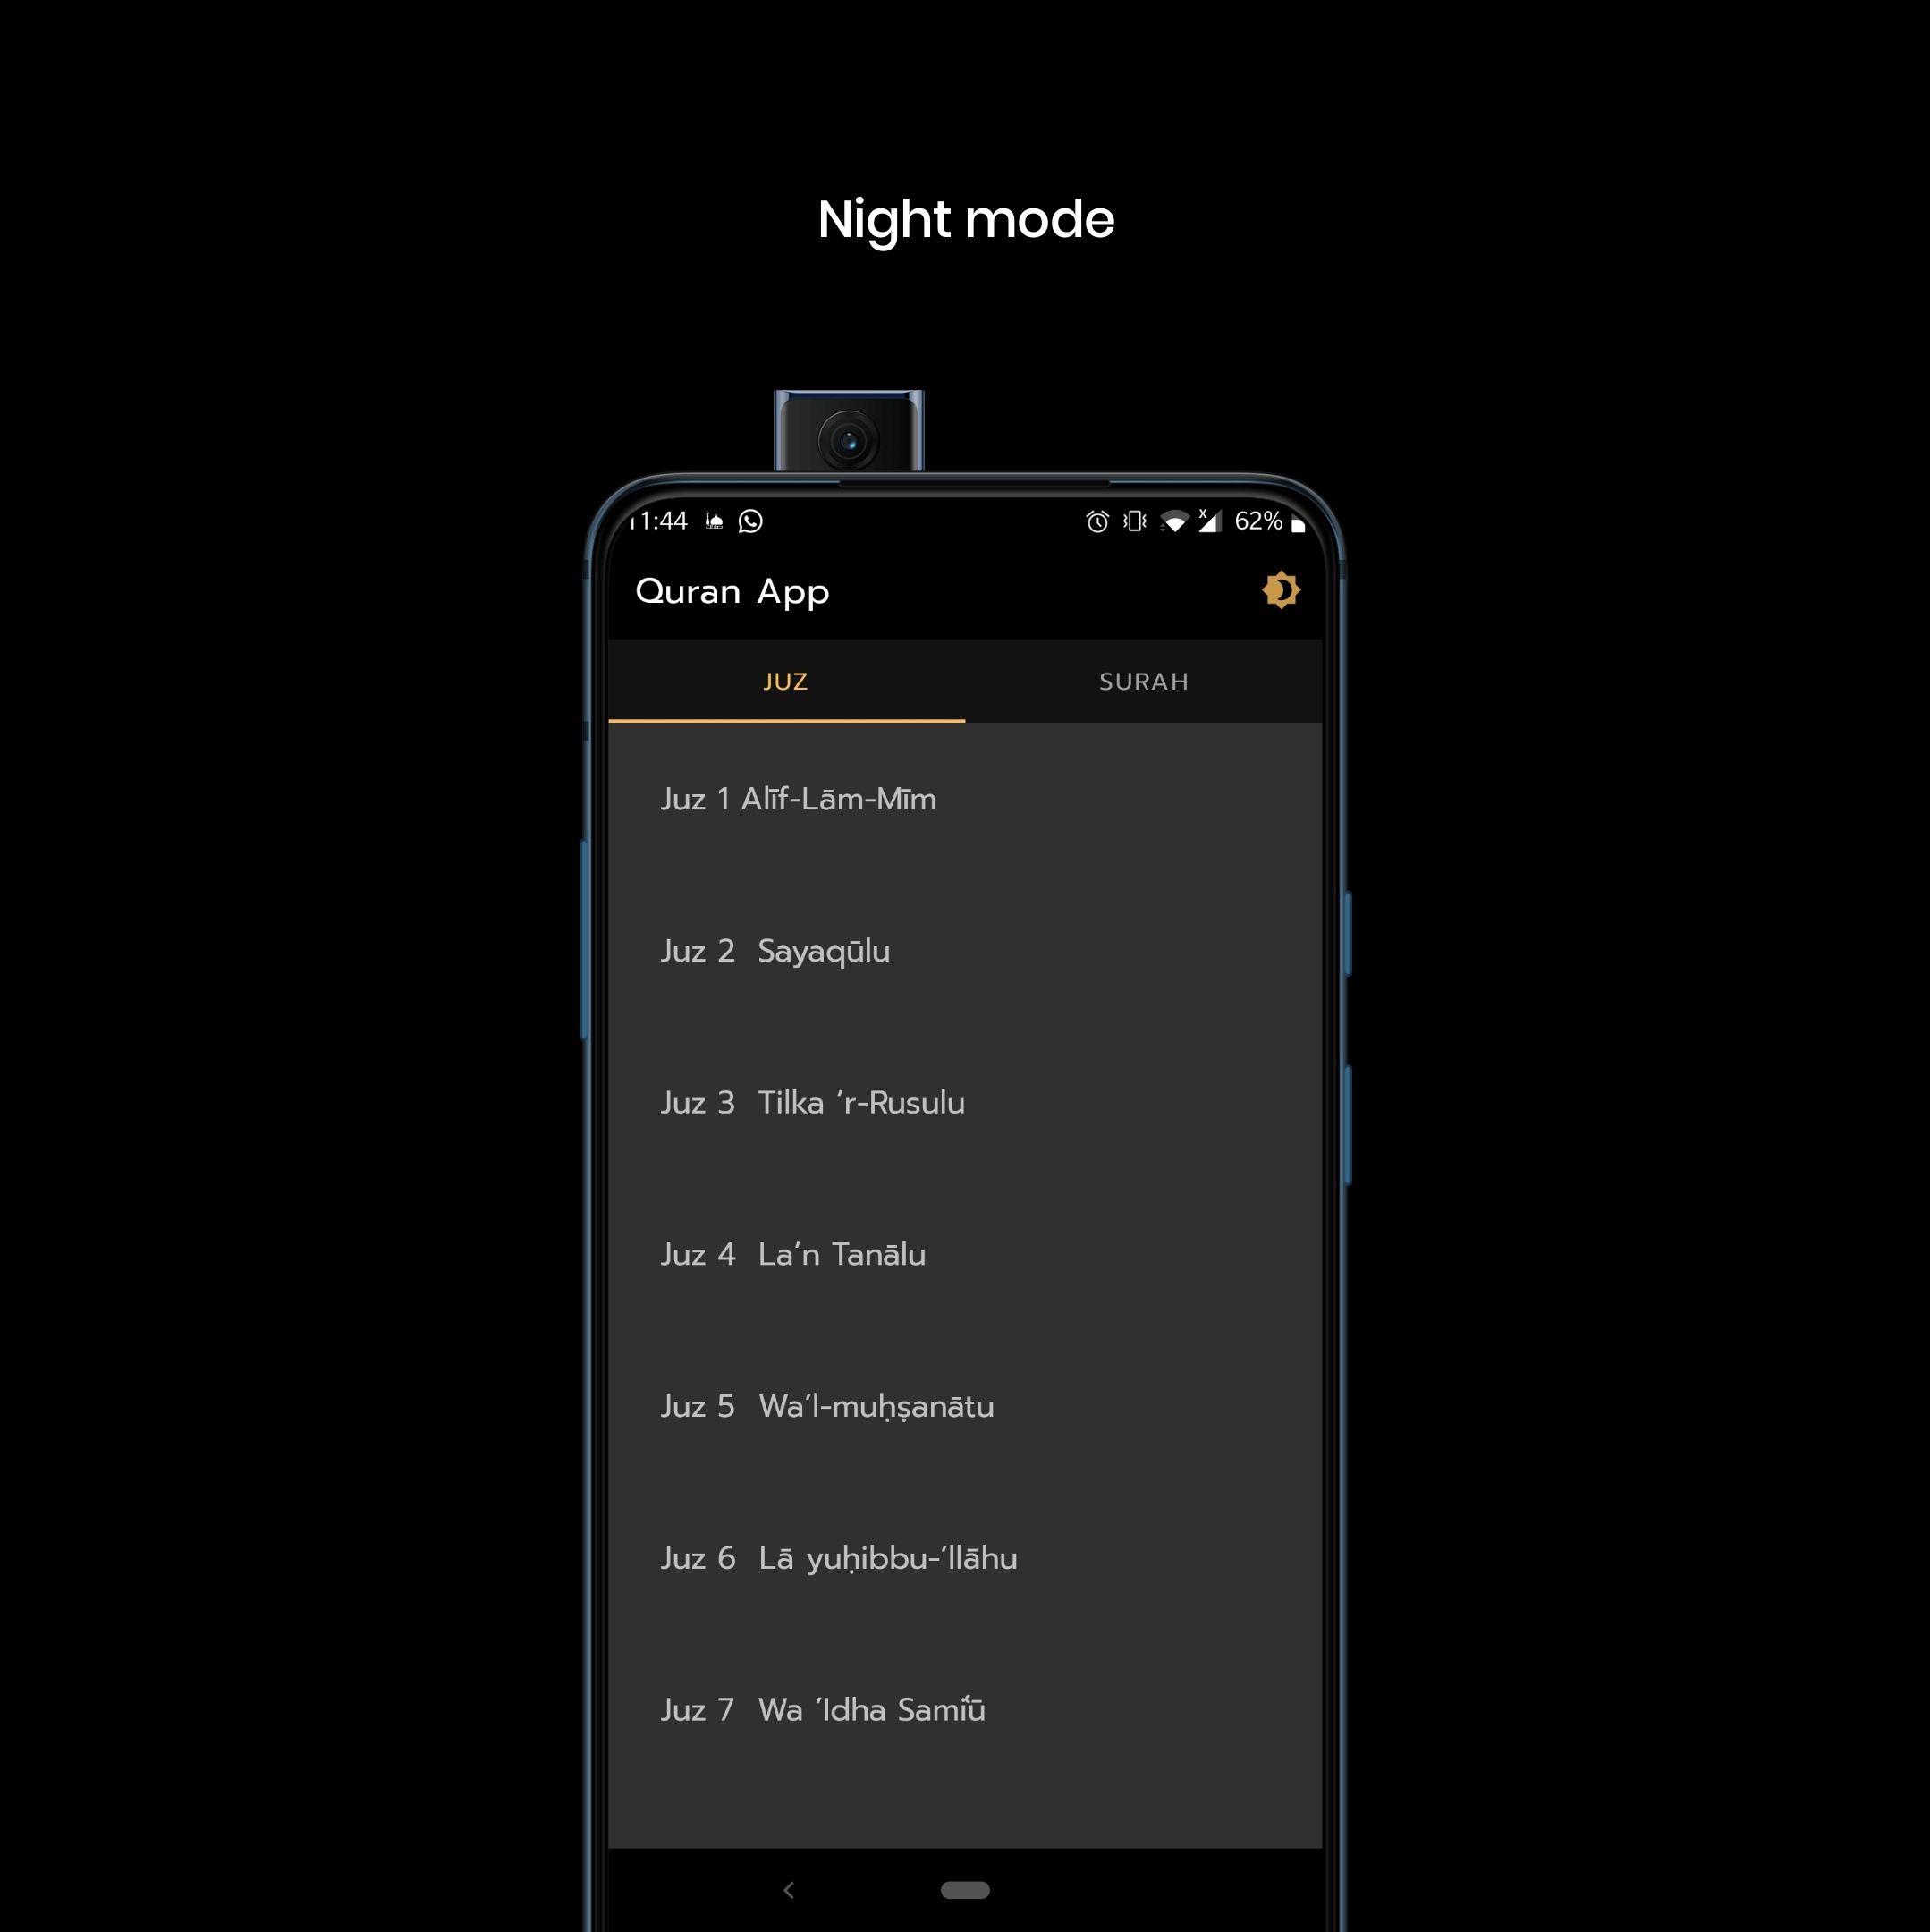 Night mode
11:44 62%
Quran App
JUZ SURAH
Juz 1 Alīf-Lām-Mīm
Juz 2 Sayaqūlu
Juz 3 Tilka ’r-Rusulu
Juz 4 La’n Tanālu
Juz 5 Wa’l-muḥṣanātu
Juz 6 Lā yuḥibbu-’llāhu
Juz 7 Wa ’Idha Sami‘ū